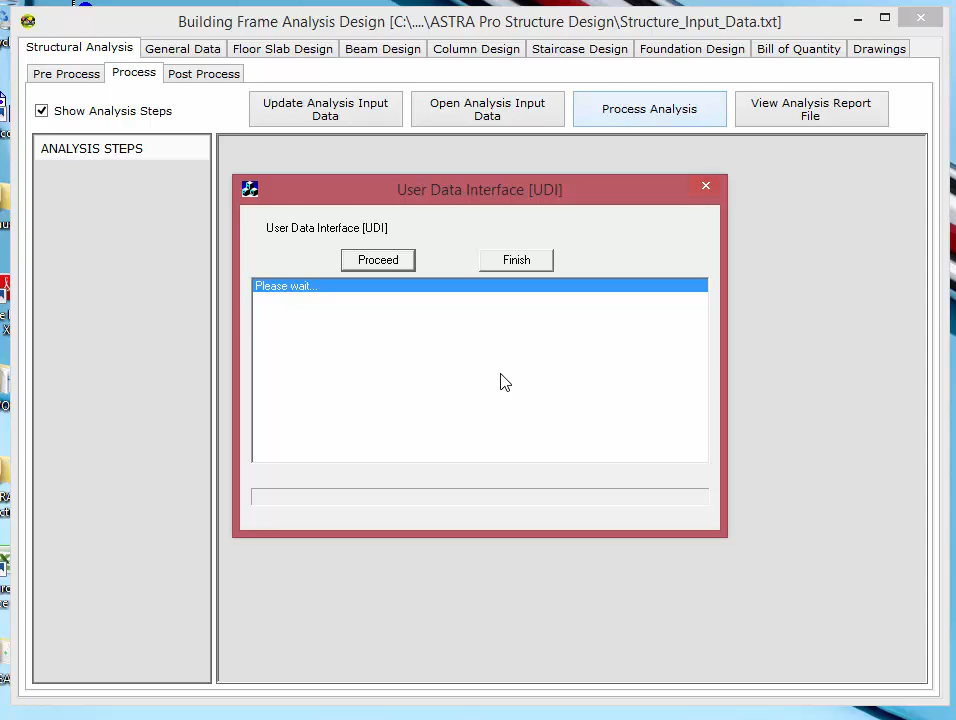 Building Frame Analysis Design [C:\....\ASTRA Pro Structure Design\Structure_Input_Data.txt]
Structural Analysis General Data Floor Slab Design Beam Design Column Design Staircase Design Foundation Design Bill of Quantity Drawings
Pre Process Process Post Process
Show Analysis Steps
Update Analysis Input
Data
Open Analysis Input
Data
Process Analysis
View Analysis Report
File
ANALYSIS STEPS
User Data Interface [UDI]
User Data Interface [UDI]
Proceed Finish
Please wait...